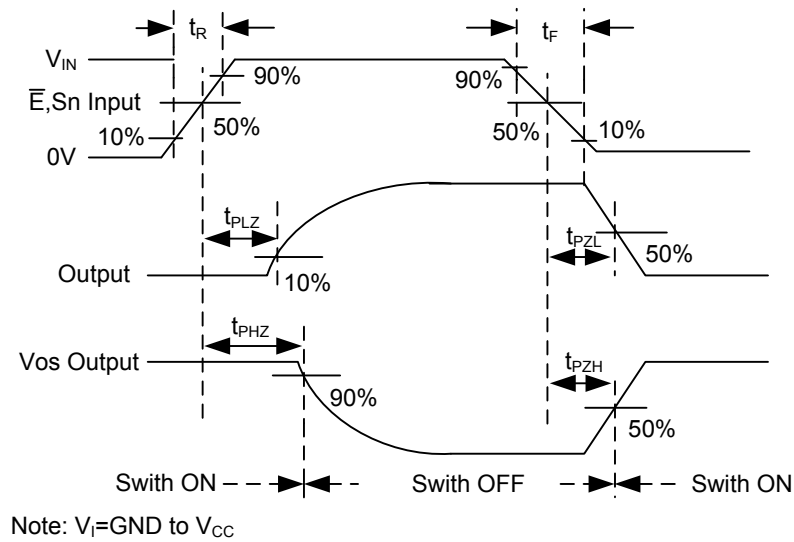 tR
tF
VIN
90%
90%
E̅,Sn Input
50%
50%
10%
10%
0V
tPLZ
tPZL
50%
Output
10%
tPHZ
Vos Output
tPZH
90%
50%
Swith ON
Swith OFF
Swith ON
Note: VI=GND to VCC